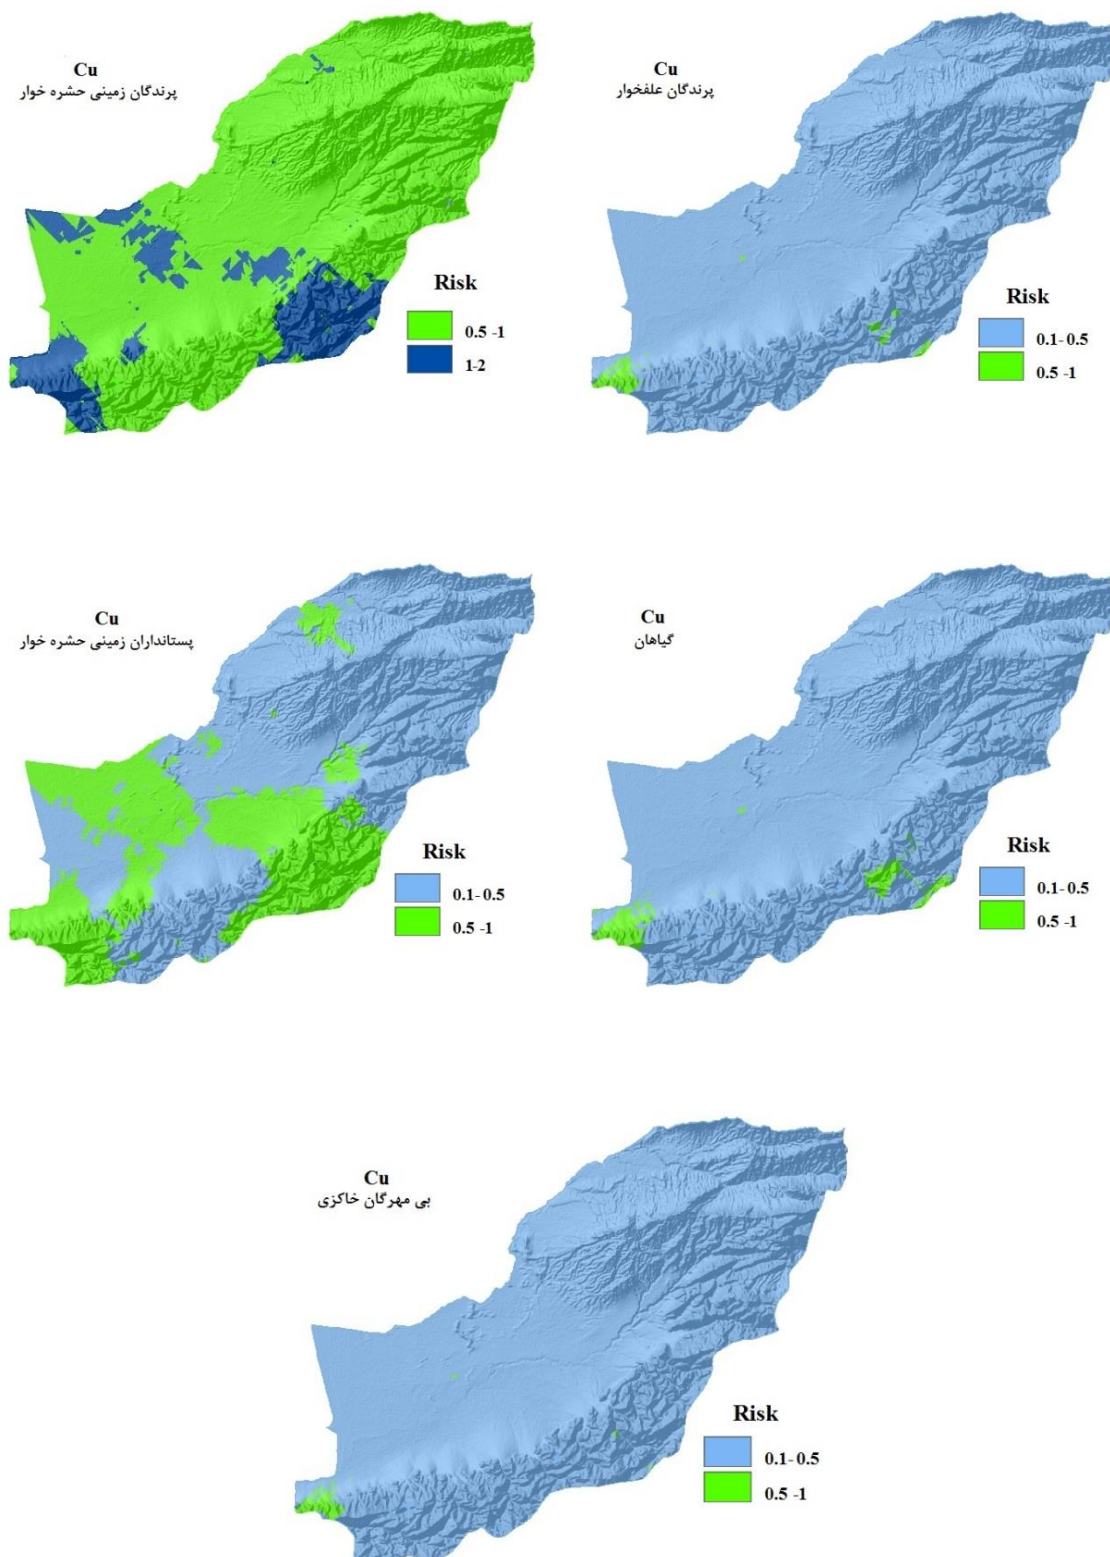 Cu
پرندگان زمینی حشره خوار
Risk
0.5 -1
1-2
Cu
پرندگان علفخوار
Risk
0.1- 0.5
0.5 -1
Cu
پستانداران زمینی حشره خوار
Risk
0.1- 0.5
0.5 -1
Cu
گیاهان
Risk
0.1- 0.5
0.5 -1
Cu
بی مهرگان خاکزی
Risk
0.1- 0.5
0.5 -1